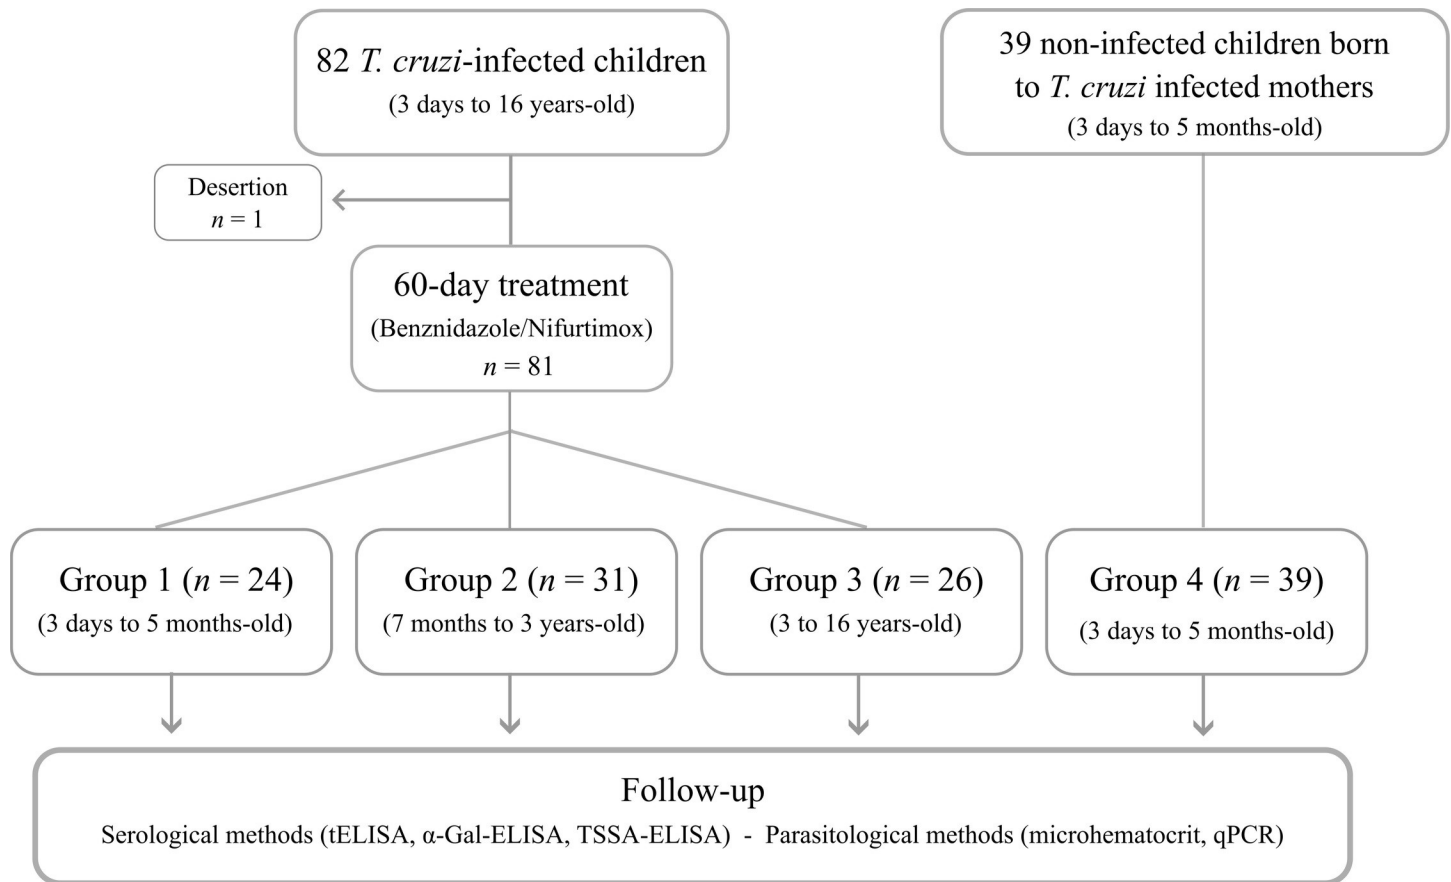 82 T. cruzi-infected children
(3 days to 16 years-old)
39 non-infected children born
to T. cruzi infected mothers
(3 days to 5 months-old)
Desertion
n = 1
60-day treatment
(Benznidazole/Nifurtimox)
n = 81
Group 1 (n = 24)
(3 days to 5 months-old)
Group 2 (n = 31)
(7 months to 3 years-old)
Group 3 (n = 26)
(3 to 16 years-old)
Group 4 (n = 39)
(3 days to 5 months-old)
Follow-up
Serological methods (tELISA, α-Gal-ELISA, TSSA-ELISA) - Parasitological methods (microhematocrit, qPCR)